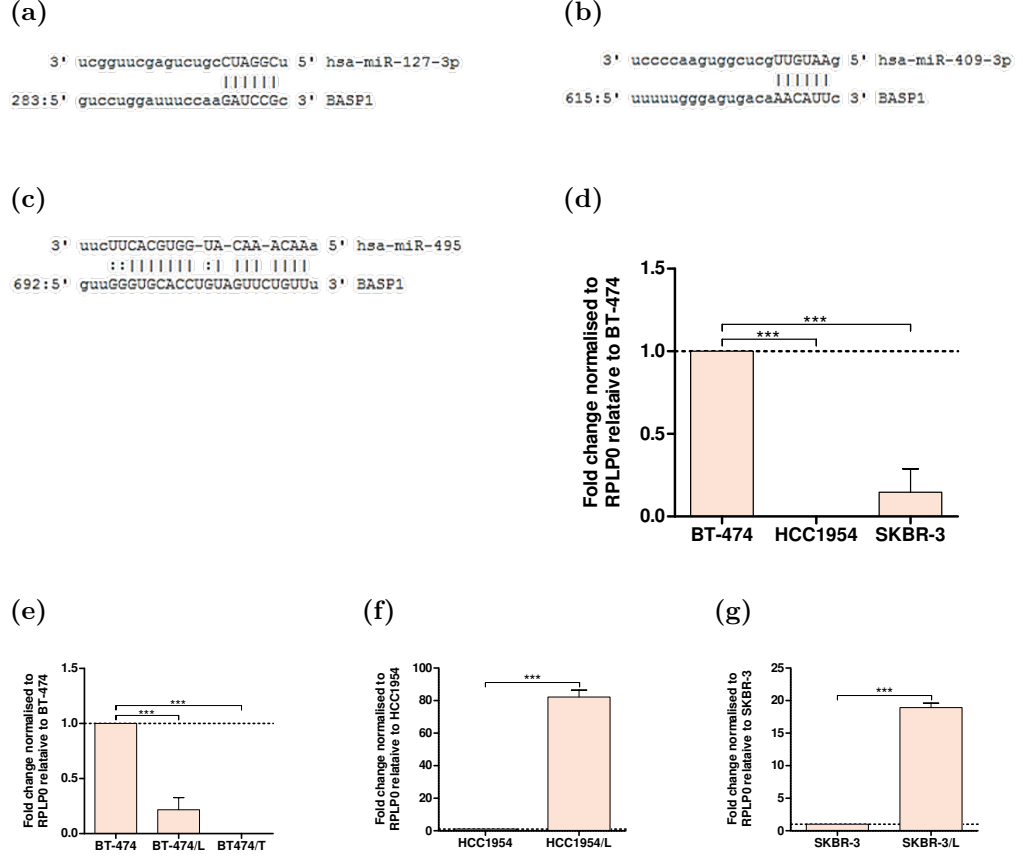 (a)
3' ucgguucgagucugcCUAGGCu 5' hsa-miR-127-3p
||||||
283:5' guccuggauuuccaaGAUCCGc 3' BASP1
(b)
3' uccccaaguggcucgUUGUAAg 5' hsa-miR-409-3p
||||||
615:5' uuuuugggagugacaAACAUUc 3' BASP1
(c)
3' uucUUCACGUGG-UA-CAA-ACAAa 5' hsa-miR-495
::||||||| :| ||| ||||
692:5' guuGGGUGCACCUGUAGUUCUGUUu 3' BASP1
(d)
Fold change normalised to
RPLP0 relataive to BT-474
1.5
1.0
0.5
0.0
***
***
BT-474 HCC1954 SKBR-3
(e)
Fold change normalised to
RPLP0 relataive to BT-474
1.5
1.0
0.5
0.0
***
***
BT-474 BT-474/L BT474/T
(f)
Fold change normalised to
RPLP0 relataive to HCC1954
100
80
60
40
20
0
***
HCC1954 HCC1954/L
(g)
Fold change normalised to
RPLP0 relataive to SKBR-3
25
20
15
10
5
0
***
SKBR-3 SKBR-3/L